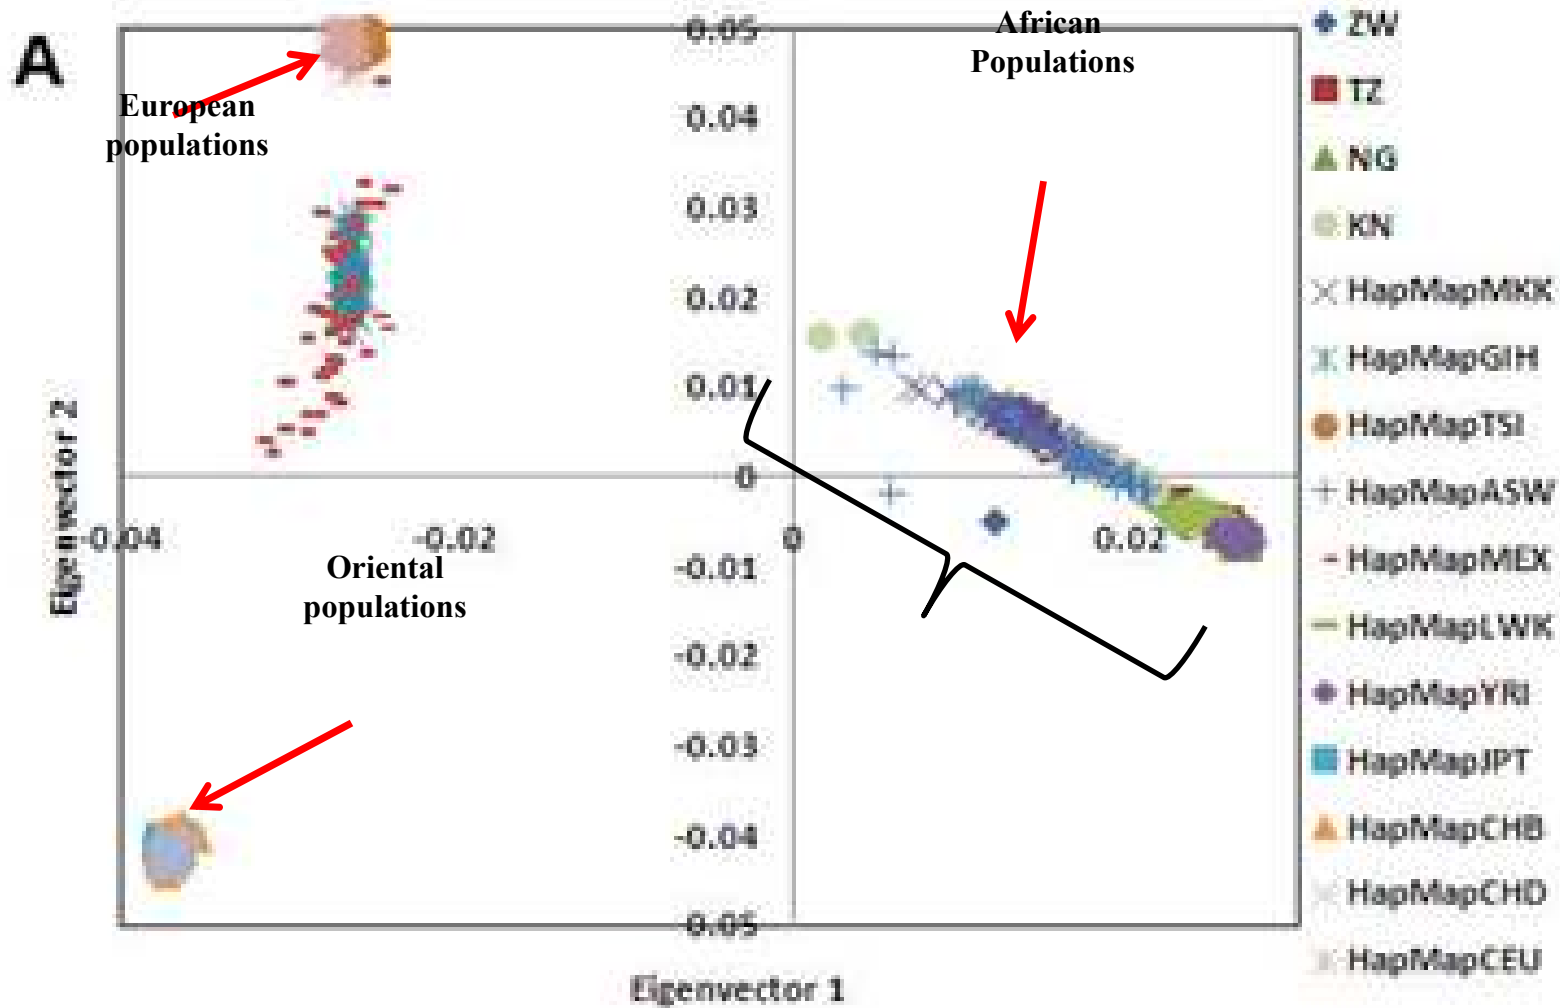 A
African
Populations
European
populations
Oriental
populations
0.05
0.04
0.03
0.02
0.01
0
-0.01
-0.02
-0.03
-0.04
-0.05
-0.04
-0.02
0
0.02
Eigenvector 2
Eigenvector 1
ZW
TZ
NG
KN
HapMapMKK
HapMapGIH
HapMapTSI
HapMapASW
HapMapMEX
HapMapLWK
HapMapYRI
HapMapJPT
HapMapCHB
HapMapCHD
HapMapCEU